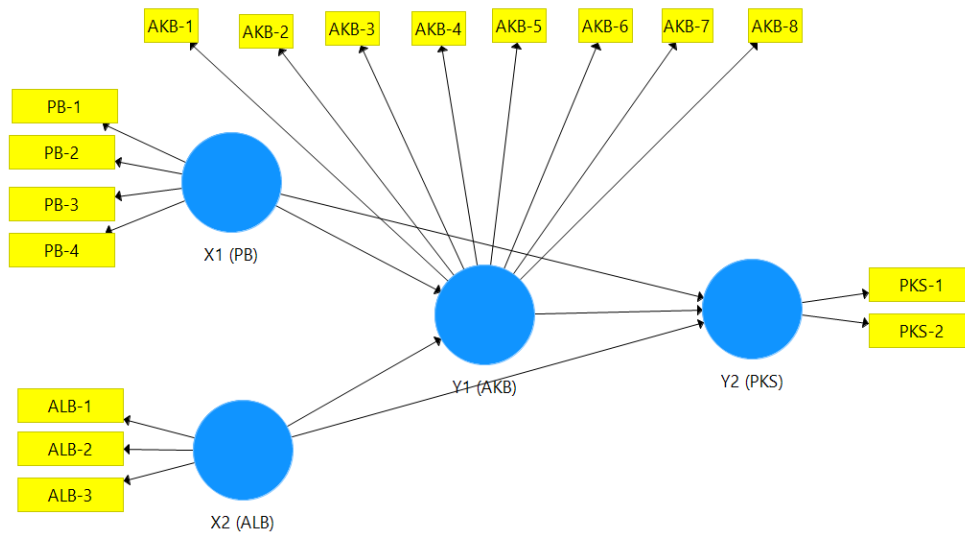 AKB-1
AKB-2
AKB-3
AKB-4
AKB-5
AKB-6
AKB-7
AKB-8
PB-1
PB-2
PB-3
PB-4
X1 (PB)
Y1 (AKB)
Y2 (PKS)
PKS-1
PKS-2
ALB-1
ALB-2
ALB-3
X2 (ALB)